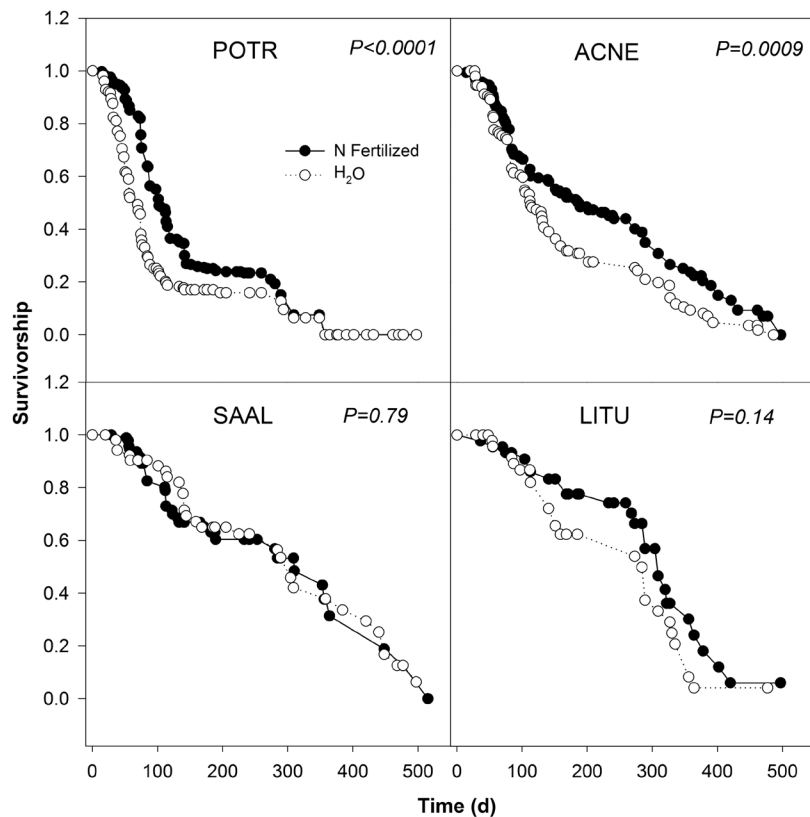 1.2
POTR
P<0.0001
ACNE
P=0.0009
1.0
N Fertilized
H₂O
0.8
0.6
0.4
0.2
0.0
Survivorship
1.2
SAAL
P=0.79
LITU
P=0.14
1.0
0.8
0.6
0.4
0.2
0.0
0 100 200 300 400 500 0 100 200 300 400 500
Time (d)